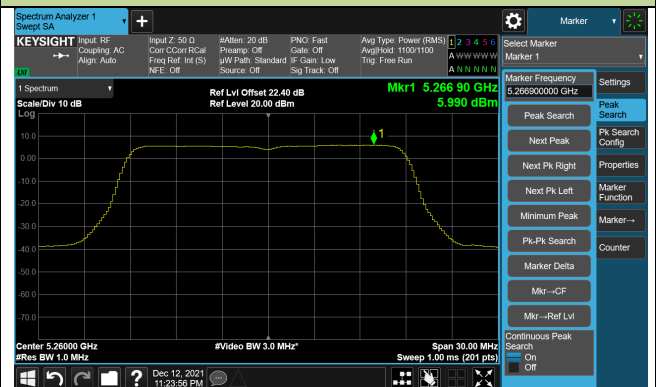 Spectrum Analyzer 1
Swept SA
Marker
KEYSIGHT
Input: RF
Coupling: AC
Align: Auto
Input Z: 50 Ω
Corr CCorr RCal
Freq Ref: Int (S)
NFE: Off
#Atten: 20 dB
Preamp: Off
µW Path: Standard
Source: Off
PNO: Fast
Gate: Off
IF Gain: Low
Sig Track: Off
Avg Type: Power (RMS)
Avg|Hold: 1100/1100
Trig: Free Run
1 2 3 4 5 6
A W W W W W
A N N N N N
LXI
Select Marker
Marker 1
1 Spectrum
Scale/Div 10 dB
Log
Ref Lvl Offset 22.40 dB
Ref Level 20.00 dBm
Mkr1 5.266 90 GHz
5.990 dBm
1
10.0
0.00
-10.0
-20.0
-30.0
-40.0
-50.0
-60.0
-70.0
Center 5.26000 GHz
#Res BW 1.0 MHz
#Video BW 3.0 MHz*
Span 30.00 MHz
Sweep 1.00 ms (201 pts)
Marker Frequency
5.266900000 GHz
Peak Search
Next Peak
Next Pk Right
Next Pk Left
Minimum Peak
Pk-Pk Search
Marker Delta
Mkr→CF
Mkr→Ref Lvl
Continuous Peak
Search
On
Off
Settings
Peak
Search
Pk Search
Config
Properties
Marker
Function
Marker→
Counter
?
Dec 12, 2021
11:23:56 PM